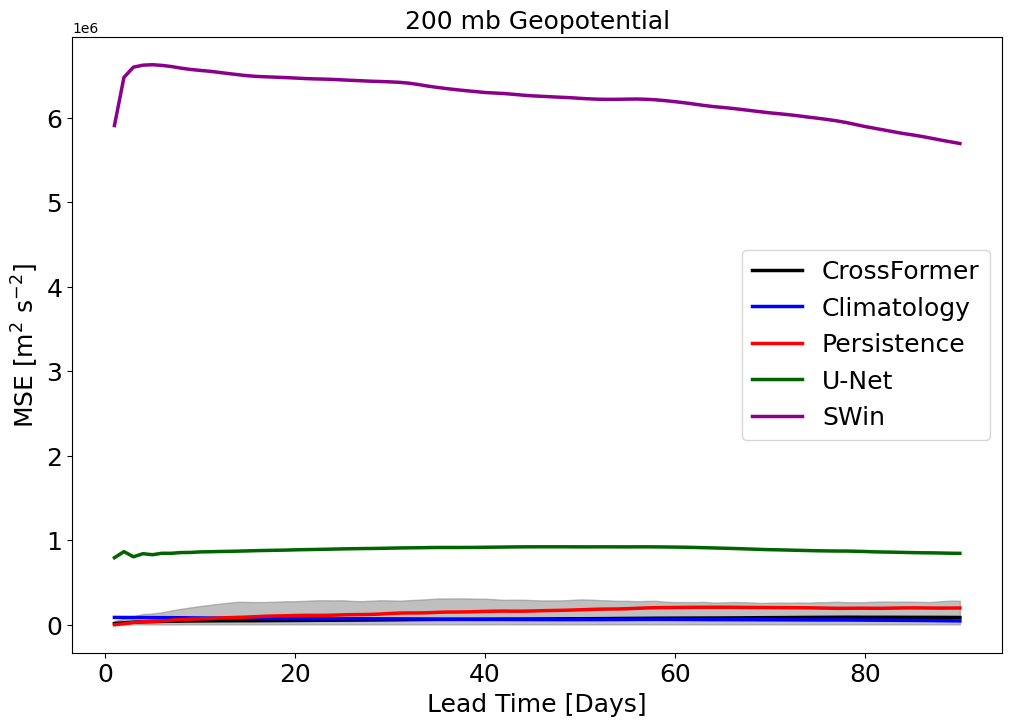 200 mb Geopotential
1e6
6
5
4
3
2
1
0
MSE [m² s⁻²]
CrossFormer
Climatology
Persistence
U-Net
SWin
0 20 40 60 80
Lead Time [Days]